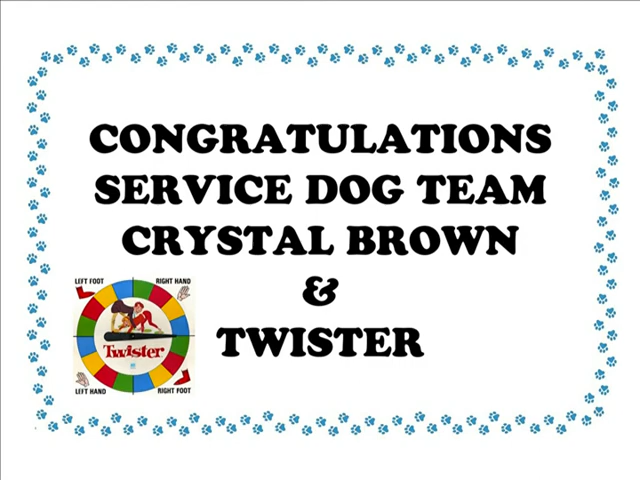 CONGRATULATIONS
SERVICE DOG TEAM
CRYSTAL BROWN
&
TWISTER
LEFT FOOT
RIGHT HAND
Twister
LEFT HAND
RIGHT FOOT